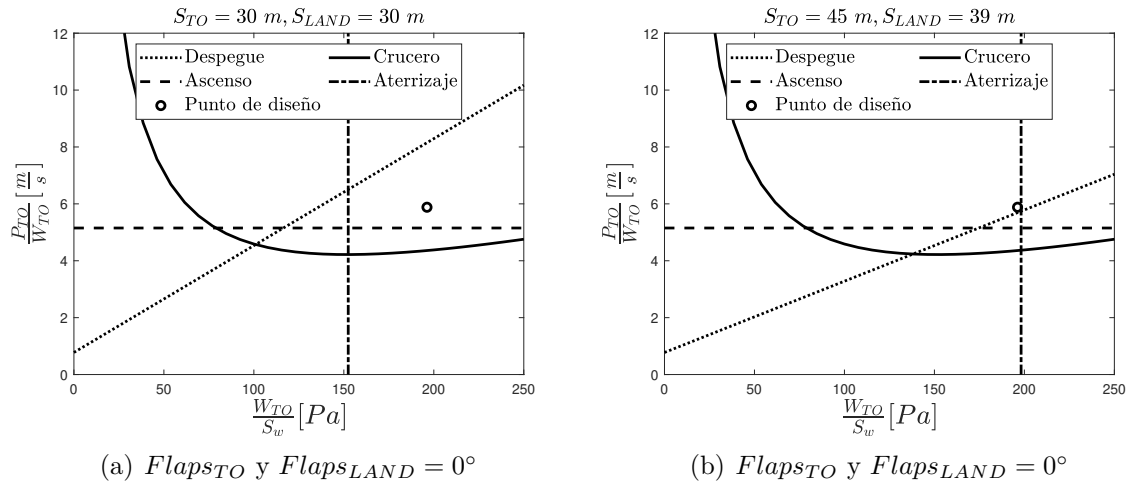 S_TO = 30 m, S_LAND = 30 m
Despegue
Crucero
Ascenso
Aterrizaje
Punto de diseño
12
10
8
6
4
2
0
P_TO/W_TO [m/s]
0 50 100 150 200 250
W_TO/S_w [Pa]
(a) Flaps_TO y Flaps_LAND = 0°
S_TO = 45 m, S_LAND = 39 m
Despegue
Crucero
Ascenso
Aterrizaje
Punto de diseño
12
10
8
6
4
2
0
P_TO/W_TO [m/s]
0 50 100 150 200 250
W_TO/S_w [Pa]
(b) Flaps_TO y Flaps_LAND = 0°